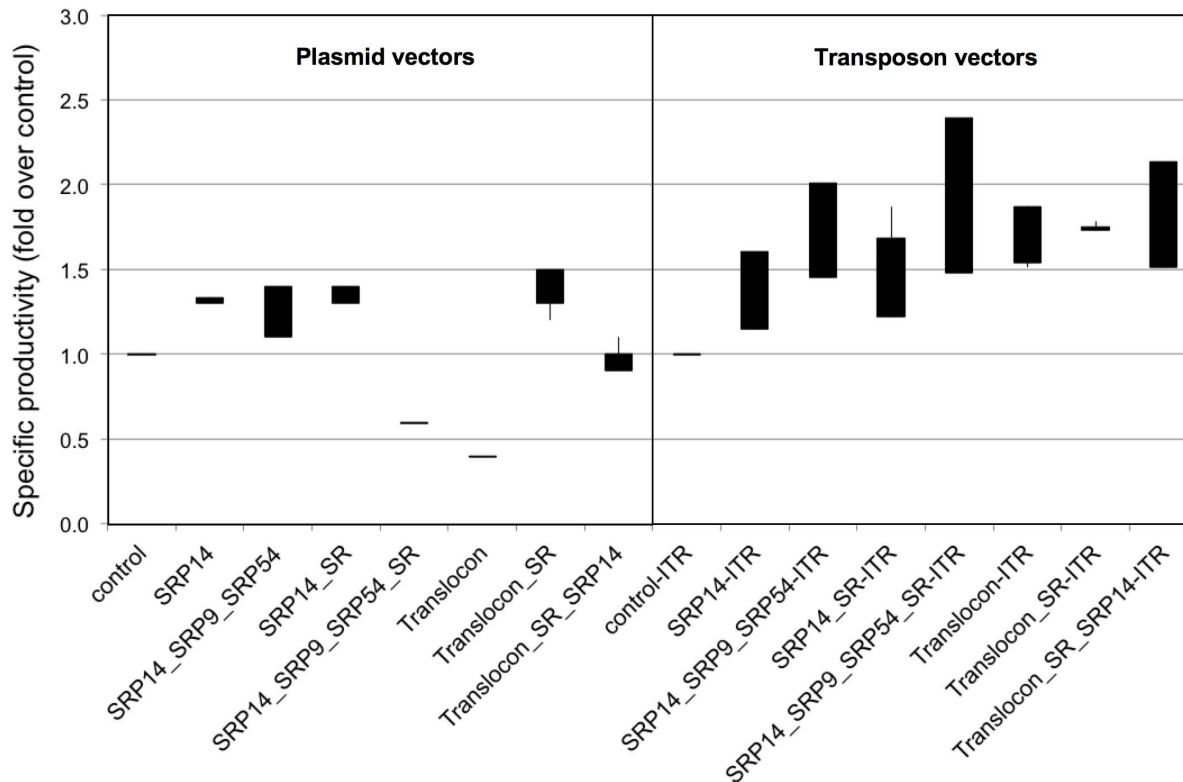 Specific productivity (fold over control)
3.0
2.5
2.0
1.5
1.0
0.5
0.0
Plasmid vectors
Transposon vectors
control
SRP14
SRP14_SRP9_SRP54
SRP14_SR
SRP14_SRP9_SRP54_SR
Translocon
Translocon_SR
Translocon_SR_SRP14
control-ITR
SRP14-ITR
SRP14_SRP9_SRP54-ITR
SRP14_SR-ITR
SRP14_SRP9_SRP54_SR-ITR
Translocon-ITR
Translocon_SR-ITR
Translocon_SR_SRP14-ITR